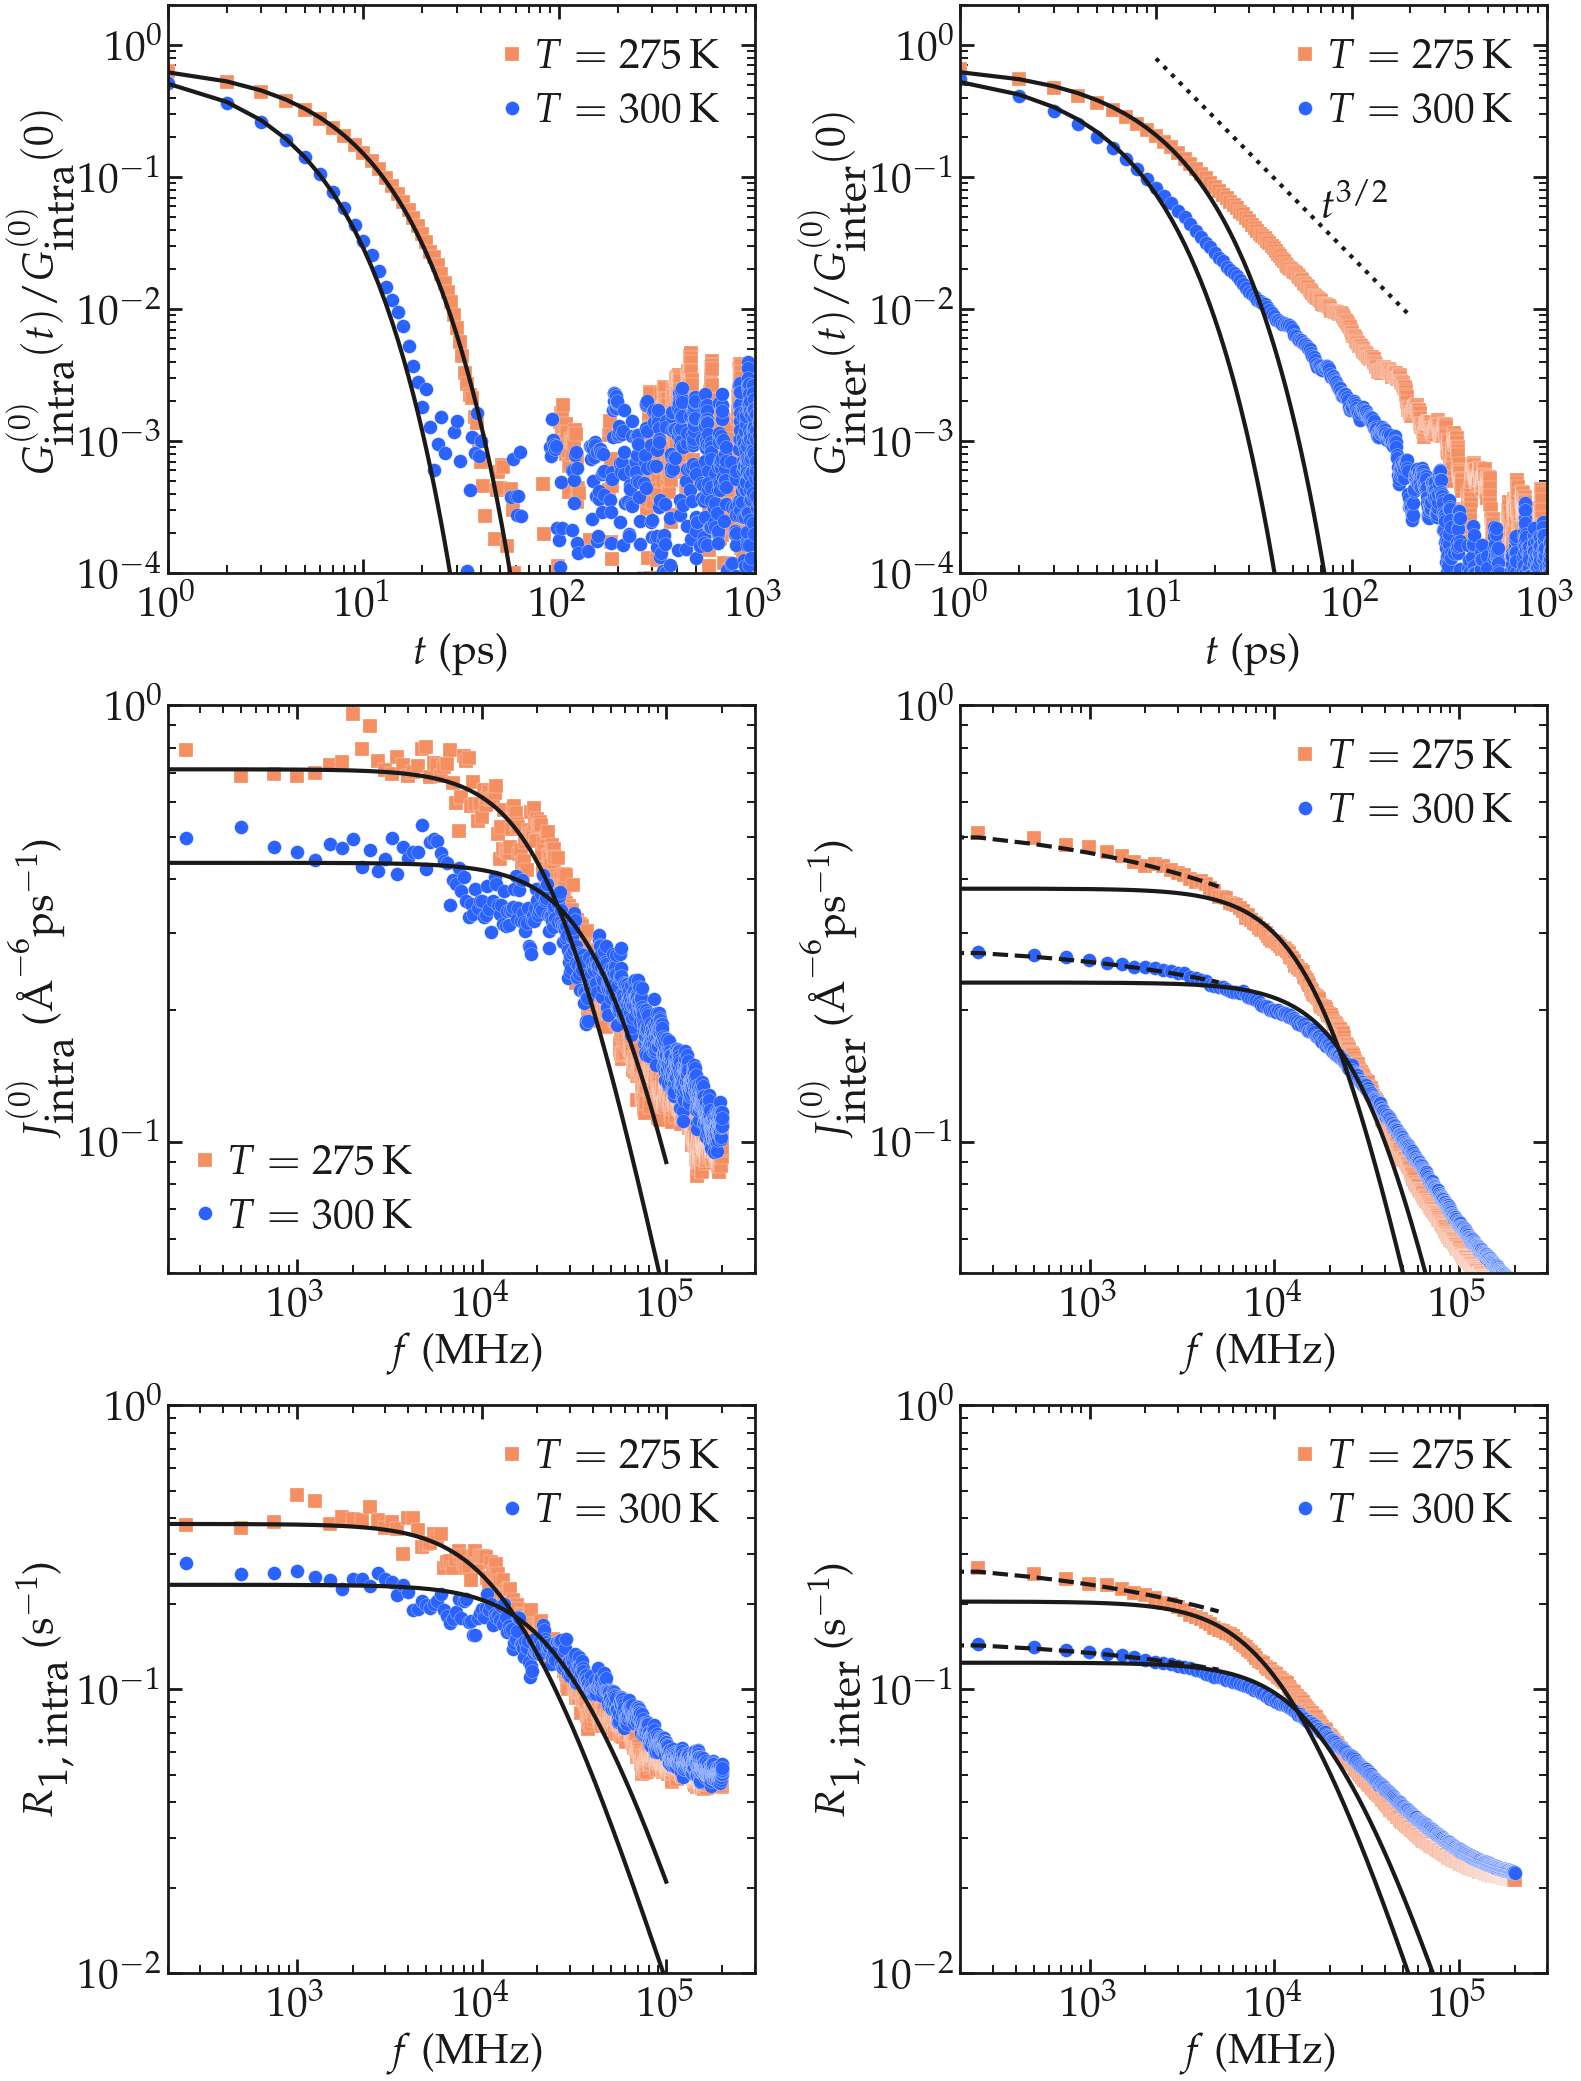 G_intra^(0)(t)/G_intra^(0)(0)
10^0
10^−1
10^−2
10^−3
10^−4
T = 275 K
T = 300 K
10^0 10^1 10^2 10^3
t (ps)
G_inter^(0)(t)/G_inter^(0)(0)
10^0
10^−1
10^−2
10^−3
10^−4
T = 275 K
T = 300 K
t^3/2
10^0 10^1 10^2 10^3
t (ps)
J_intra^(0) (Å^−6 ps^−1)
10^0
10^−1
T = 275 K
T = 300 K
10^3 10^4 10^5
f (MHz)
J_inter^(0) (Å^−6 ps^−1)
10^0
10^−1
T = 275 K
T = 300 K
10^3 10^4 10^5
f (MHz)
R_1, intra (s^−1)
10^0
10^−1
10^−2
T = 275 K
T = 300 K
10^3 10^4 10^5
f (MHz)
R_1, inter (s^−1)
10^0
10^−1
10^−2
T = 275 K
T = 300 K
10^3 10^4 10^5
f (MHz)